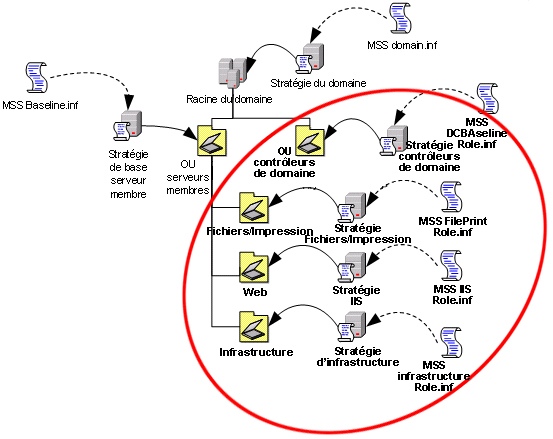 MSS domain.inf
Stratégie du domaine
Racine du domaine
MSS Baseline.inf
Stratégie
de base
serveur
membre
OU
serveurs
membres
OU
contrôleurs
de domaine
Stratégie
contrôleurs
de domaine
MSS
DCBAseline
Role.inf
Fichiers/Impression
Stratégie
Fichiers/Impression
MSS FilePrint
Role.inf
Web
Stratégie
IIS
MSS IIS
Role.inf
Infrastructure
Stratégie
d'infrastructure
MSS
infrastructure
Role.inf